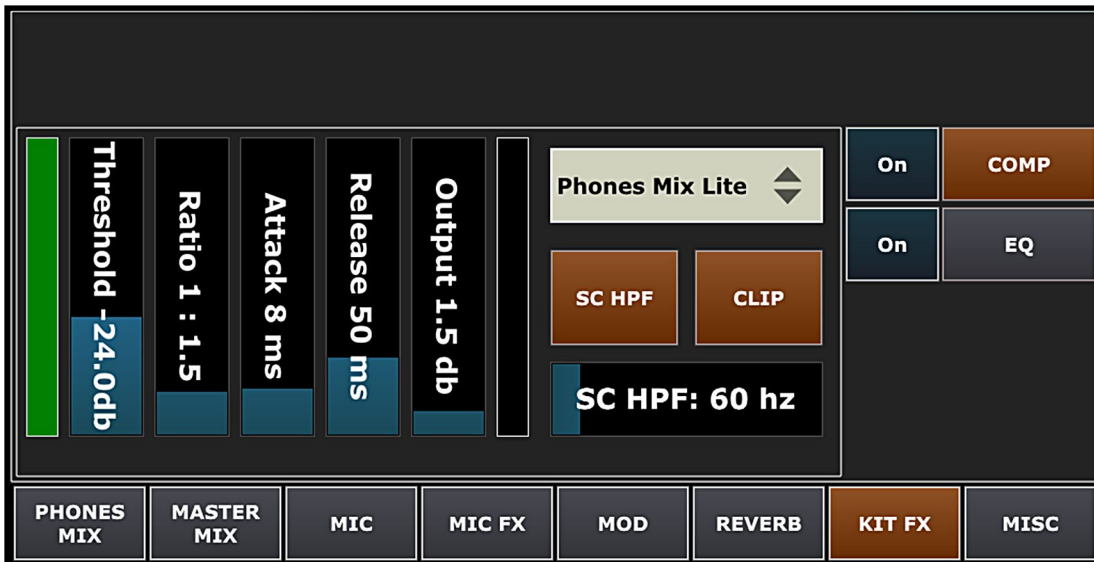 Threshold -24.0db
Ratio 1 : 1.5
Attack 8 ms
Release 50 ms
Output 1.5 db
Phones Mix Lite
SC HPF
CLIP
SC HPF: 60 hz
On
COMP
On
EQ
PHONES
MIX
MASTER
MIX
MIC
MIC FX
MOD
REVERB
KIT FX
MISC